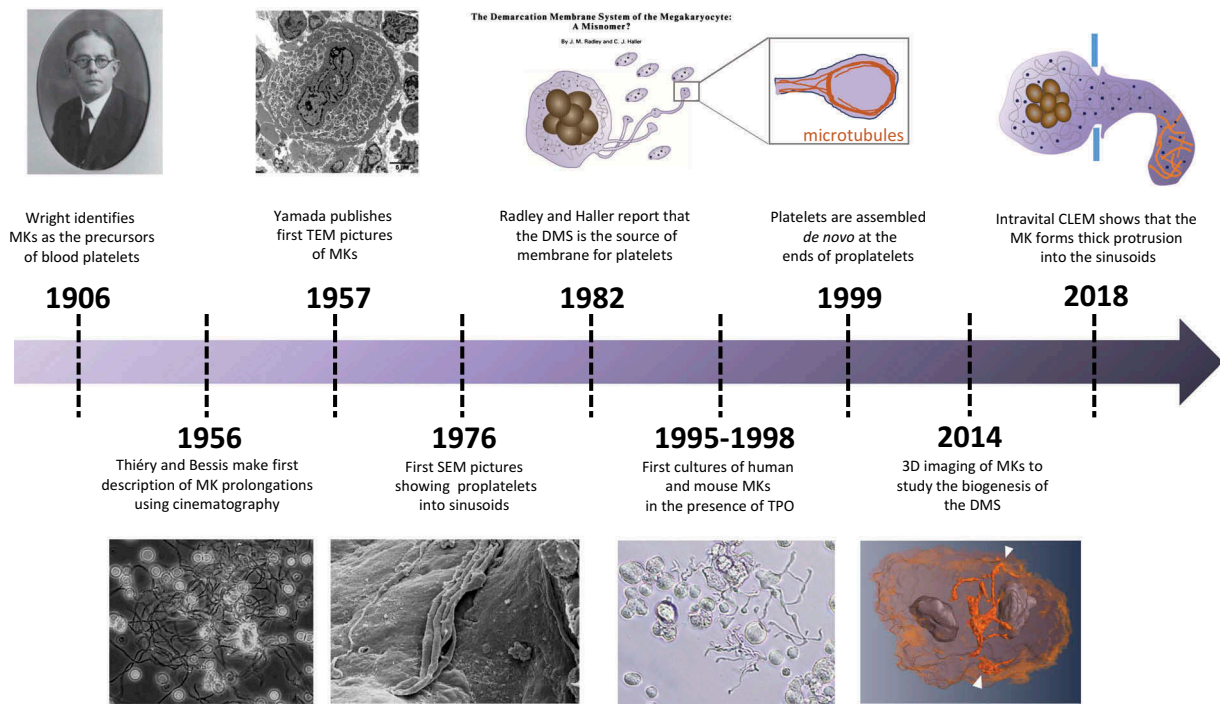 The Demarcation Membrane System of the Megakaryocyte:
A Misnomer?
By J. M. Radley and C. J. Haller
microtubules
5 μm
Wright identifies
MKs as the precursors
of blood platelets
1906
Yamada publishes
first TEM pictures
of MKs
1957
Radley and Haller report that
the DMS is the source of
membrane for platelets
1982
Platelets are assembled
de novo at the
ends of proplatelets
1999
Intravital CLEM shows that the
MK forms thick protrusion
into the sinusoids
2018
1956
Thiéry and Bessis make first
description of MK prolongations
using cinematography
1976
First SEM pictures
showing proplatelets
into sinusoids
1995-1998
First cultures of human
and mouse MKs
in the presence of TPO
2014
3D imaging of MKs to
study the biogenesis of
the DMS